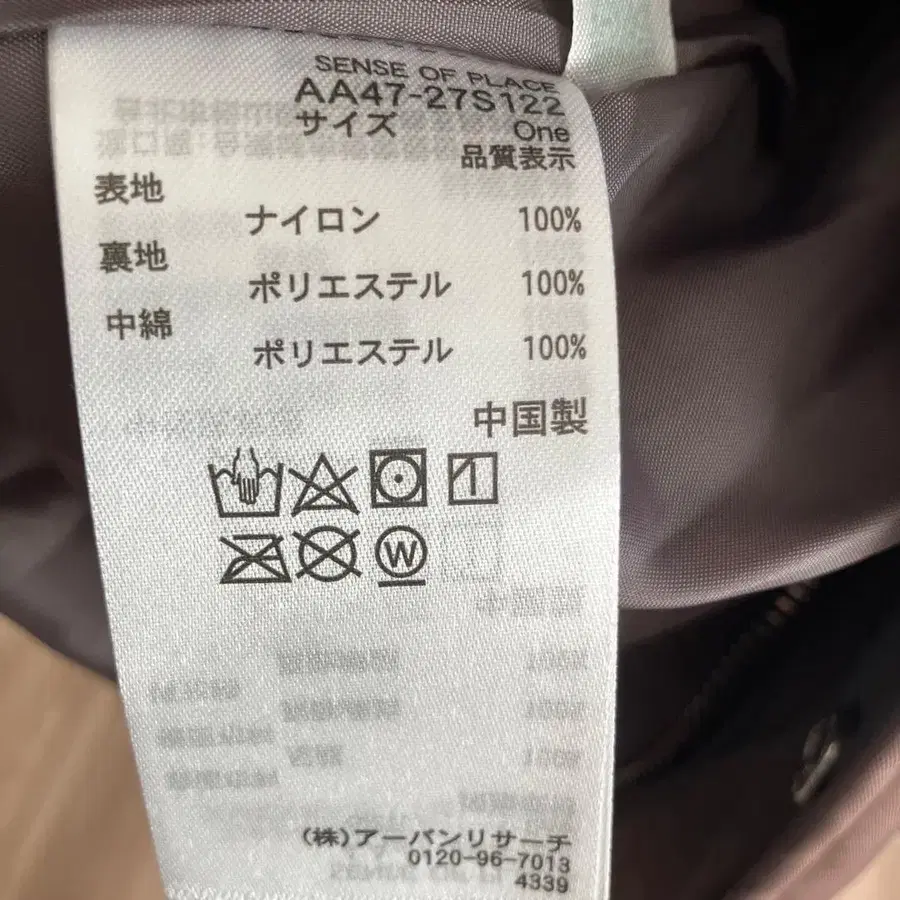 SENSE OF PLACE
AA47-27S122
サイズ One
品質表示
表地
ナイロン 100%
裏地
ポリエステル 100%
中綿
ポリエステル 100%
中国製
W
(株)アーバンリサーチ
0120-96-7013
4339